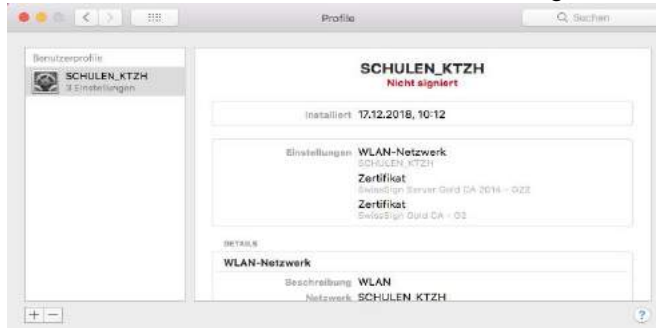 Profile
Suchen
Benutzerprofile
SCHULEN_KTZH
3 Einstellungen
SCHULEN_KTZH
Nicht signiert
Installiert 17.12.2018, 10:12
Einstellungen WLAN-Netzwerk
SCHULEN_KTZH
Zertifikat
SwissSign Server Gold CA 2014 - G22
Zertifikat
SwissSign Gold CA - G2
DETAILS
WLAN-Netzwerk
Beschreibung WLAN
Netzwerk SCHULEN_KTZH
+ −
?